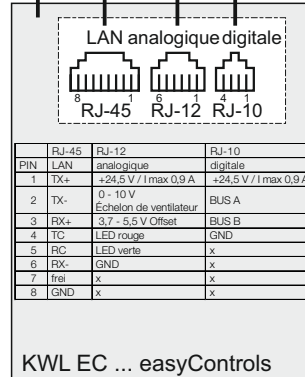 LAN analogique digitale
8 1 6 1 4 1
RJ-45 RJ-12 RJ-10
RJ-45 RJ-12 RJ-10
PIN LAN analogique digitale
1 TX+ +24,5 V / I max 0,9 A +24,5 V / I max 0,9 A
2 TX- 0 - 10 V BUS A
Échelon de ventilateur
3 RX+ 3,7 - 5,5 V Offset BUS B
4 TC LED rouge GND
5 RC LED verte x
6 RX- GND x
7 frei x x
8 GND x x
KWL EC ... easyControls